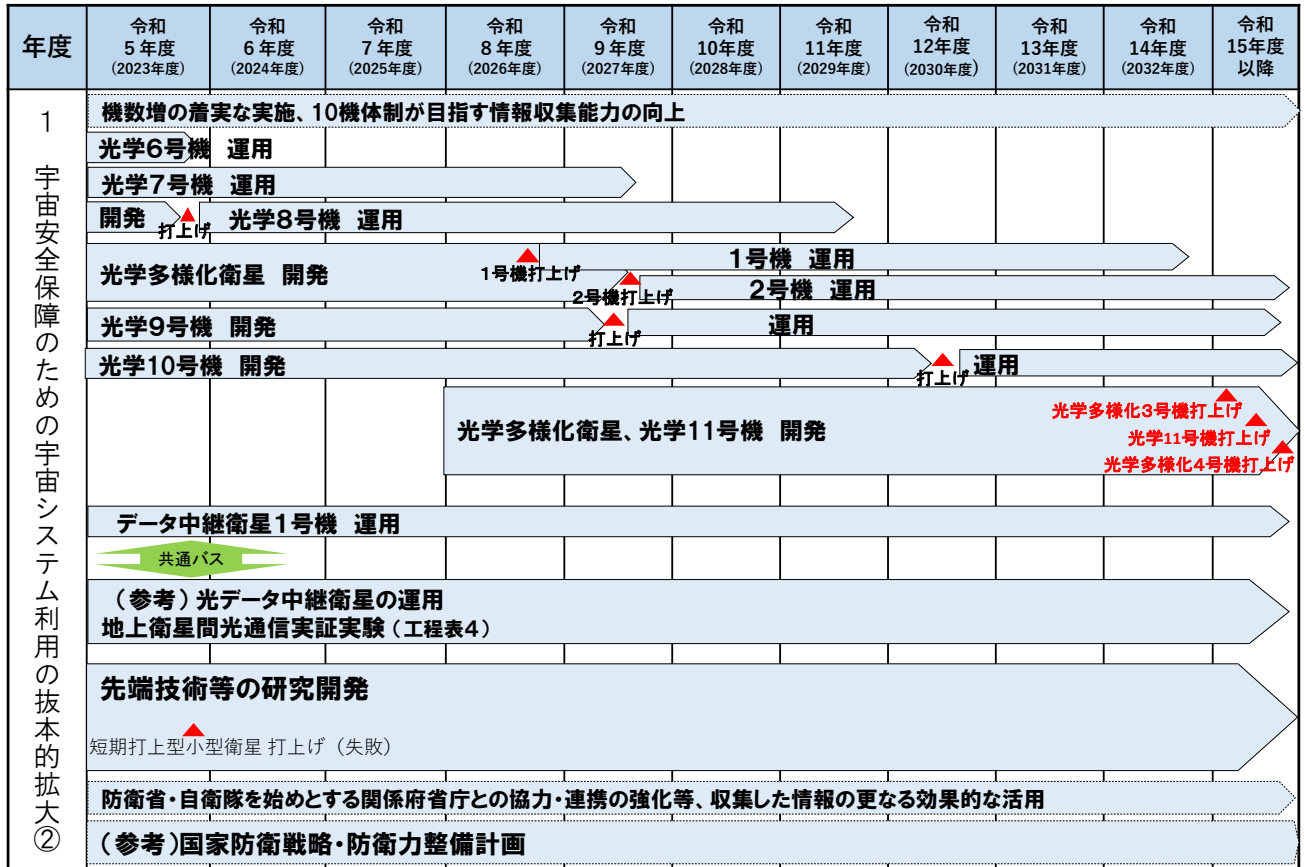 年度
令和
5年度
(2023年度)
令和
6年度
(2024年度)
令和
7年度
(2025年度)
令和
8年度
(2026年度)
令和
9年度
(2027年度)
令和
10年度
(2028年度)
令和
11年度
(2029年度)
令和
12年度
(2030年度)
令和
13年度
(2031年度)
令和
14年度
(2032年度)
令和
15年度
以降
1 宇宙安全保障のための宇宙システム利用の抜本的拡大②
機数増の着実な実施、10機体制が目指す情報収集能力の向上
光学6号機 運用
光学7号機 運用
開発
打上げ
光学8号機 運用
光学多様化衛星 開発
1号機打上げ
1号機 運用
2号機打上げ
2号機 運用
光学9号機 開発
打上げ
運用
光学10号機 開発
打上げ
運用
光学多様化衛星、光学11号機 開発
光学多様化3号機打上げ
光学11号機打上げ
光学多様化4号機打上げ
データ中継衛星1号機 運用
共通バス
(参考)光データ中継衛星の運用
地上衛星間光通信実証実験(工程表4)
先端技術等の研究開発
短期打上型小型衛星 打上げ(失敗)
防衛省・自衛隊を始めとする関係府省庁との協力・連携の強化等、収集した情報の更なる効果的な活用
(参考)国家防衛戦略・防衛力整備計画